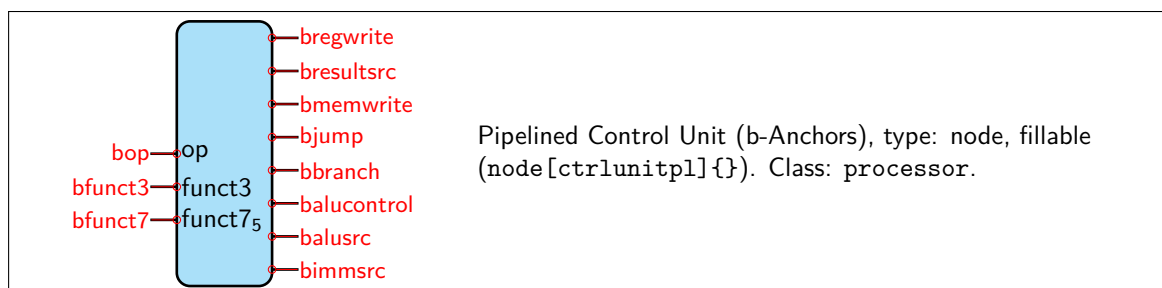 bregwrite
bresultsrc
bmemwrite
bjump
bop op
bbranch
bfunct3 funct3
balucontrol
bfunct7 funct7₅
balusrc
bimmsrc
Pipelined Control Unit (b-Anchors), type: node, fillable
(node[ctrlunitpl]{}). Class: processor.